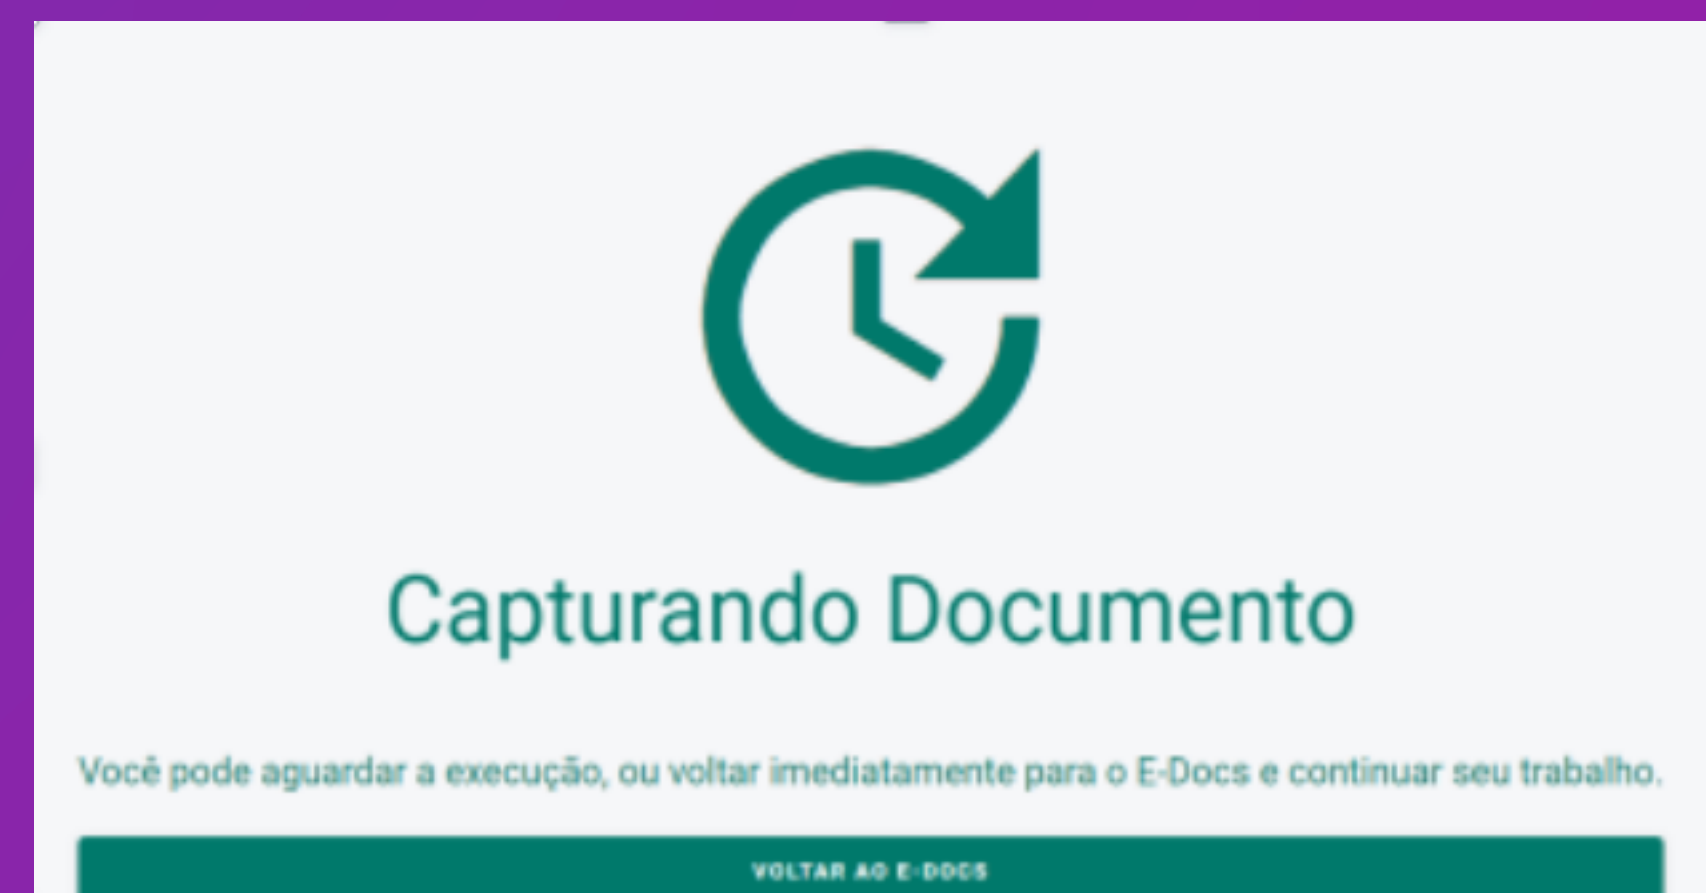 Capturando Documento
Você pode aguardar a execução, ou voltar imediatamente para o E-Docs e continuar seu trabalho.
VOLTAR AO E-DOCS